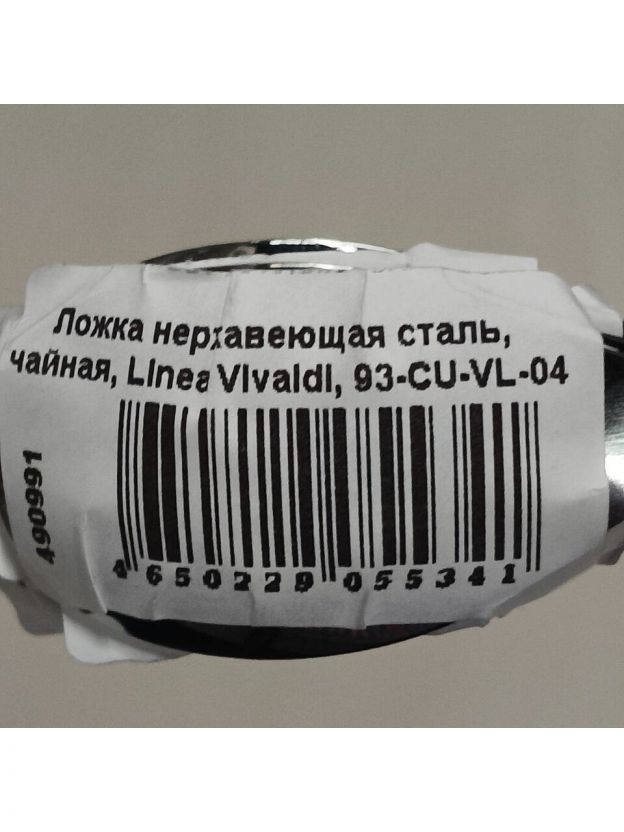 Ложка нержавеющая сталь,
чайная, Linea Vivaldi, 93-CU-VL-04
490991
4 650229 055341